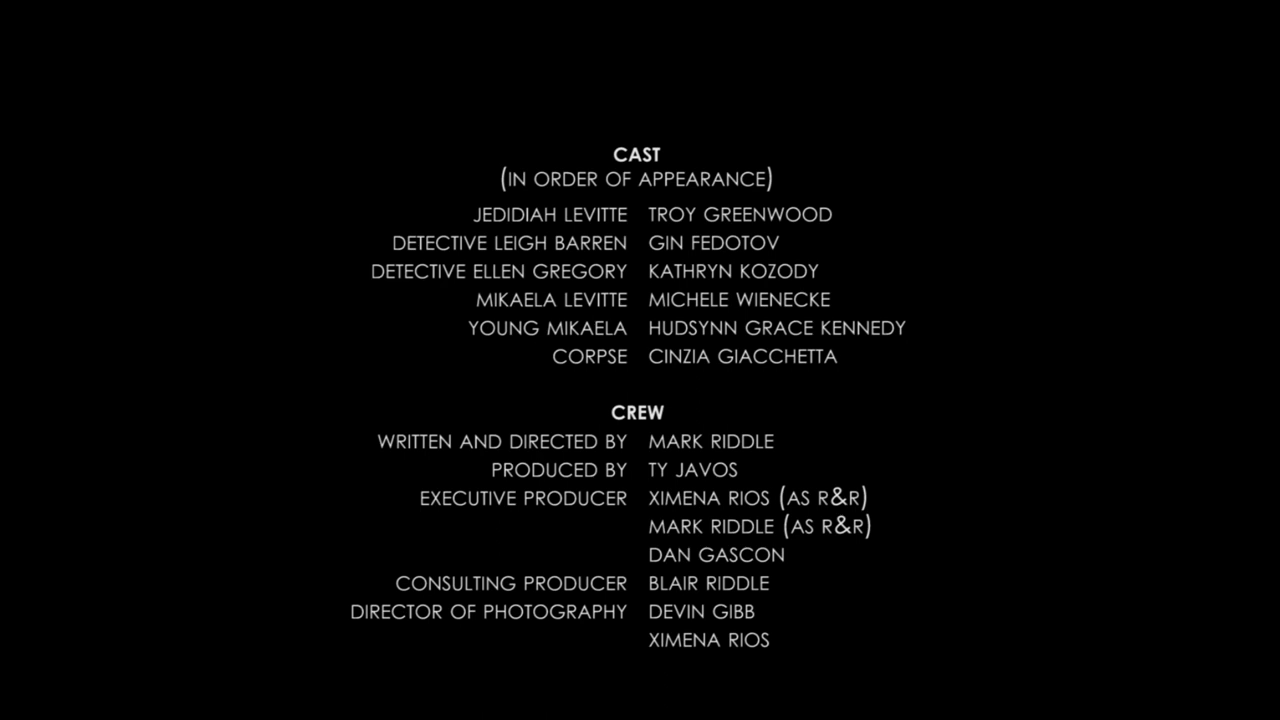 CAST
(IN ORDER OF APPEARANCE)
JEDIDIAH LEVITTE TROY GREENWOOD
DETECTIVE LEIGH BARREN GIN FEDOTOV
DETECTIVE ELLEN GREGORY KATHRYN KOZODY
MIKAELA LEVITTE MICHELE WIENECKE
YOUNG MIKAELA HUDSYNN GRACE KENNEDY
CORPSE CINZIA GIACCHETTA
CREW
WRITTEN AND DIRECTED BY MARK RIDDLE
PRODUCED BY TY JAVOS
EXECUTIVE PRODUCER XIMENA RIOS (AS R&R)
MARK RIDDLE (AS R&R)
DAN GASCON
CONSULTING PRODUCER BLAIR RIDDLE
DIRECTOR OF PHOTOGRAPHY DEVIN GIBB
XIMENA RIOS